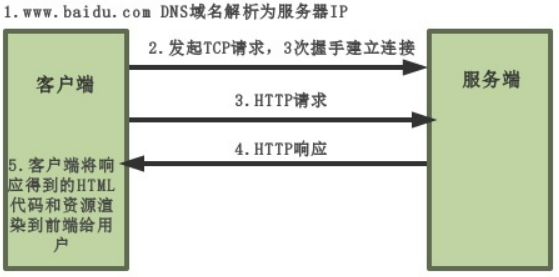 1.www.baidu.com DNS域名解析为服务器IP
2.发起TCP请求，3次握手建立连接
客户端
服务端
3.HTTP请求
4.HTTP响应
5.客户端将响
应得到的HTML
代码和资源渲
染到前端给用
户